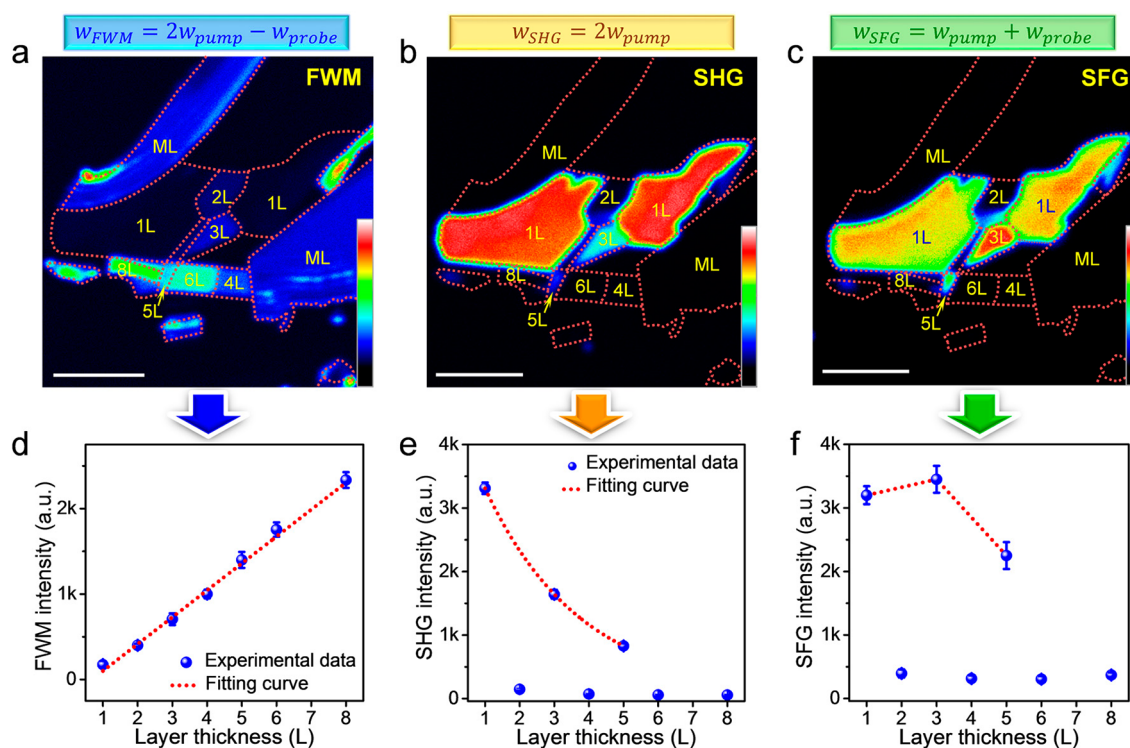 w_FWM = 2w_pump − w_probe
w_SHG = 2w_pump
w_SFG = w_pump + w_probe
a
FWM
ML
2L
1L
1L
3L
ML
8L
6L
4L
5L
b
SHG
ML
2L
1L
1L
3L
ML
8L
6L
4L
5L
c
SFG
ML
2L
1L
1L
3L
ML
8L
6L
4L
5L
d
FWM intensity (a.u.)
2k
1k
0
Experimental data
Fitting curve
1 2 3 4 5 6 7 8
Layer thickness (L)
e
SHG intensity (a.u.)
4k
3k
2k
1k
0
Experimental data
Fitting curve
1 2 3 4 5 6 7 8
Layer thickness (L)
f
SFG intensity (a.u.)
4k
3k
2k
1k
0
1 2 3 4 5 6 7 8
Layer thickness (L)